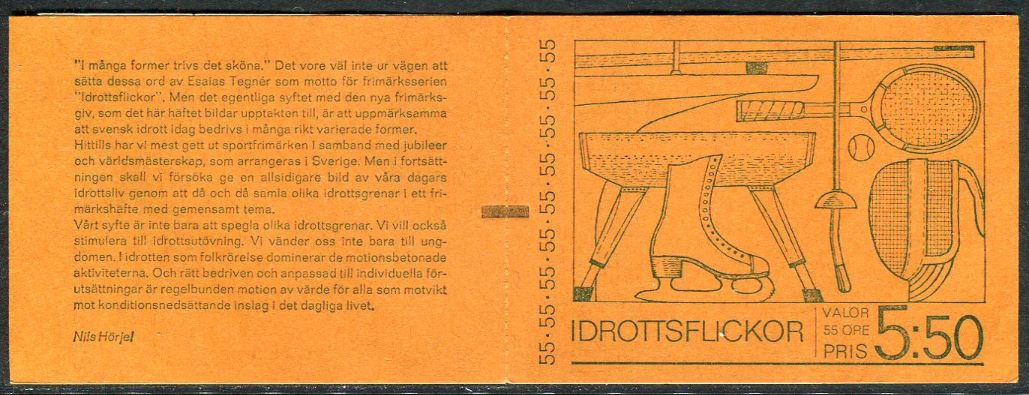 "I många former trivs det sköna." Det vore väl inte ur vägen att
sätta dessa ord av Esaias Tegnér som motto för frimärksserien
"Idrottsflickor". Men det egentliga syftet med den nya frimärks-
giv, som det här häftet bildar upptakten till, är att uppmärksamma
att svensk idrott idag bedrivs i många rikt varierade former.
Hittills har vi mest gett ut sportfrimärken i samband med jubileer
och världsmästerskap, som arrangeras i Sverige. Men i fortsätt-
ningen skall vi försöka ge en allsidigare bild av våra dagars
idrottsliv genom att då och då samla olika idrottsgrenar i ett fri-
märkshäfte med gemensamt tema.
Vårt syfte är inte bara att spegla olika idrottsgrenar. Vi vill också
stimulera till idrottsutövning. Vi vänder oss inte bara till ung-
domen. I idrotten som folkrörelse dominerar de motionsbetonade
aktiviteterna. Och rätt bedriven och anpassad till individuella för-
utsättningar är regelbunden motion av värde för alla som motvikt
mot konditionsnedsättande inslag i det dagliga livet.
Nils Hörjel
55·55·55·55·55·55·55·55
IDROTTSFLICKOR
VALÖR
55 ÖRE
PRIS
5:50